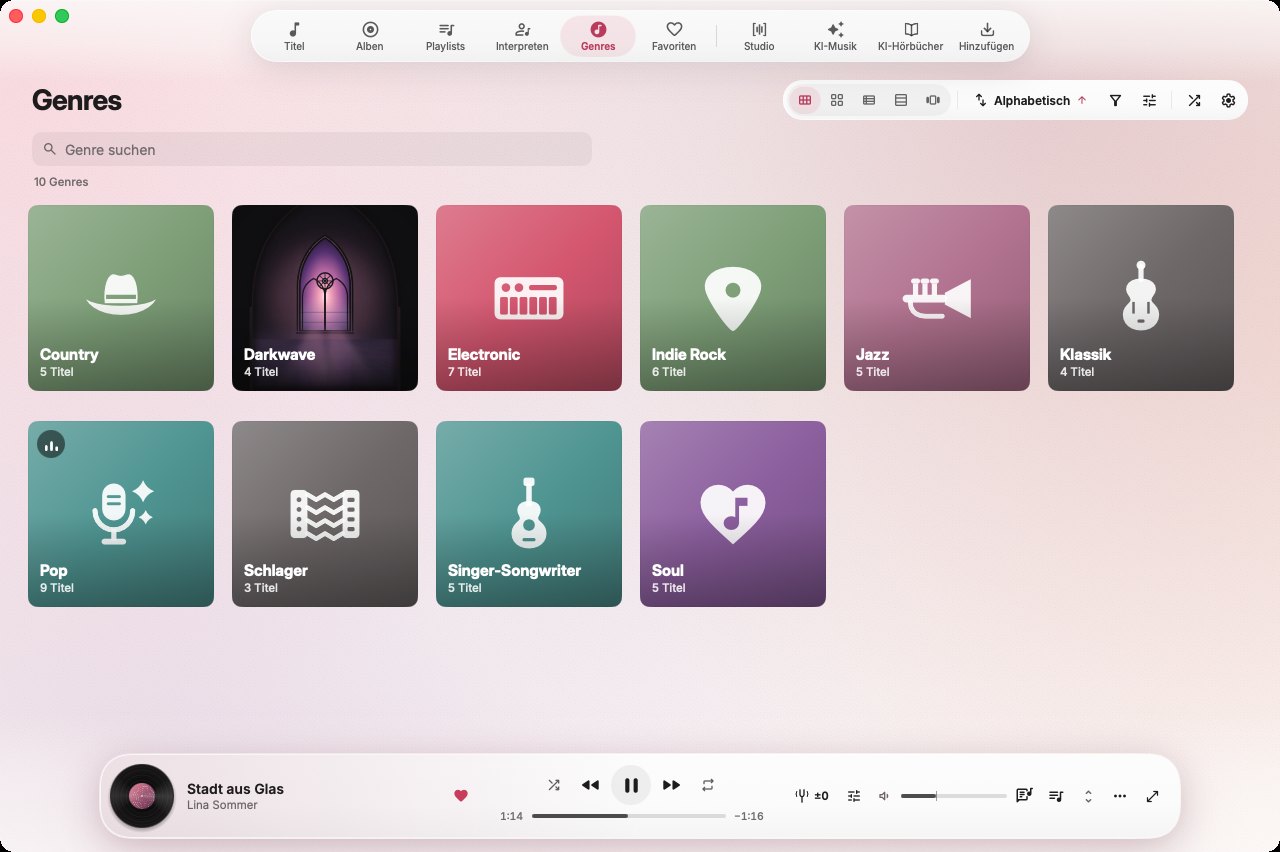 Titel
Alben
Playlists
Interpreten
Genres
Favoriten
Studio
KI-Musik
KI-Hörbücher
Hinzufügen
Genres
Alphabetisch
Genre suchen
10 Genres
Country
5 Titel
Darkwave
4 Titel
Electronic
7 Titel
Indie Rock
6 Titel
Jazz
5 Titel
Klassik
4 Titel
Pop
9 Titel
Schlager
3 Titel
Singer-Songwriter
5 Titel
Soul
5 Titel
Stadt aus Glas
Lina Sommer
1:14
−1:16
±0